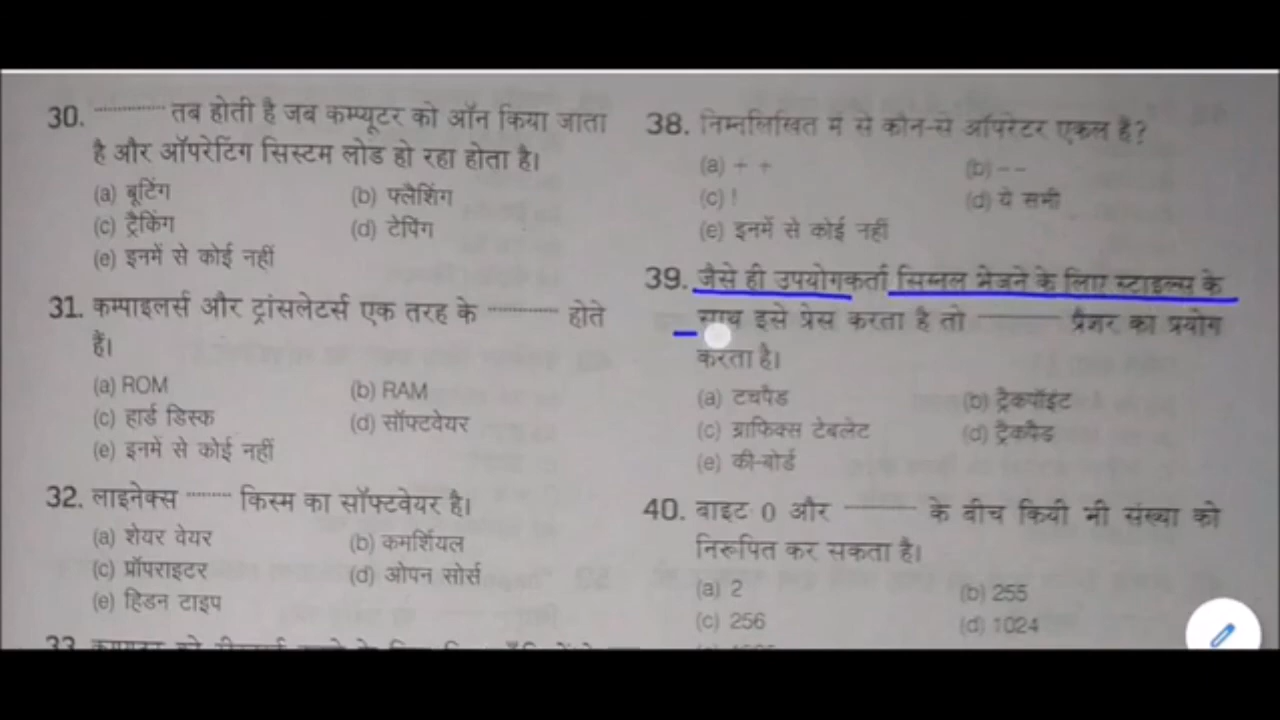 30. ............ तब होती है जब कम्प्यूटर को ऑन किया जाता
है और ऑपरेटिंग सिस्टम लोड हो रहा होता है।
(a) बूटिंग (b) फ्लैशिंग
(c) ट्रैकिंग (d) टेपिंग
(e) इनमें से कोई नहीं
31. कम्पाइलर्स और ट्रांसलेटर्स एक तरह के ............ होते
हैं।
(a) ROM (b) RAM
(c) हार्ड डिस्क (d) सॉफ्टवेयर
(e) इनमें से कोई नहीं
32. लाइनेक्स ........ किस्म का सॉफ्टवेयर है।
(a) शेयर वेयर (b) कमर्शियल
(c) प्रॉपराइटर (d) ओपन सोर्स
(e) हिडन टाइप
38. निम्नलिखित में से कौन-से ऑपरेटर एकल है?
(a) + + (b) - -
(c) ! (d) ये सभी
(e) इनमें से कोई नहीं
39. जैसे ही उपयोगकर्ता सिग्नल भेजने के लिए स्टाइल्स के
साथ इसे प्रेस करता है तो ............ प्रैशर का प्रयोग
करता है।
(a) टचपैड (b) ट्रैकपॉइंट
(c) ग्राफिक्स टेबलेट (d) ट्रैकपैड
(e) की-बोर्ड
40. बाइट 0 और ............ के बीच किसी भी संख्या को
निरूपित कर सकता है।
(a) 2 (b) 255
(c) 256 (d) 1024